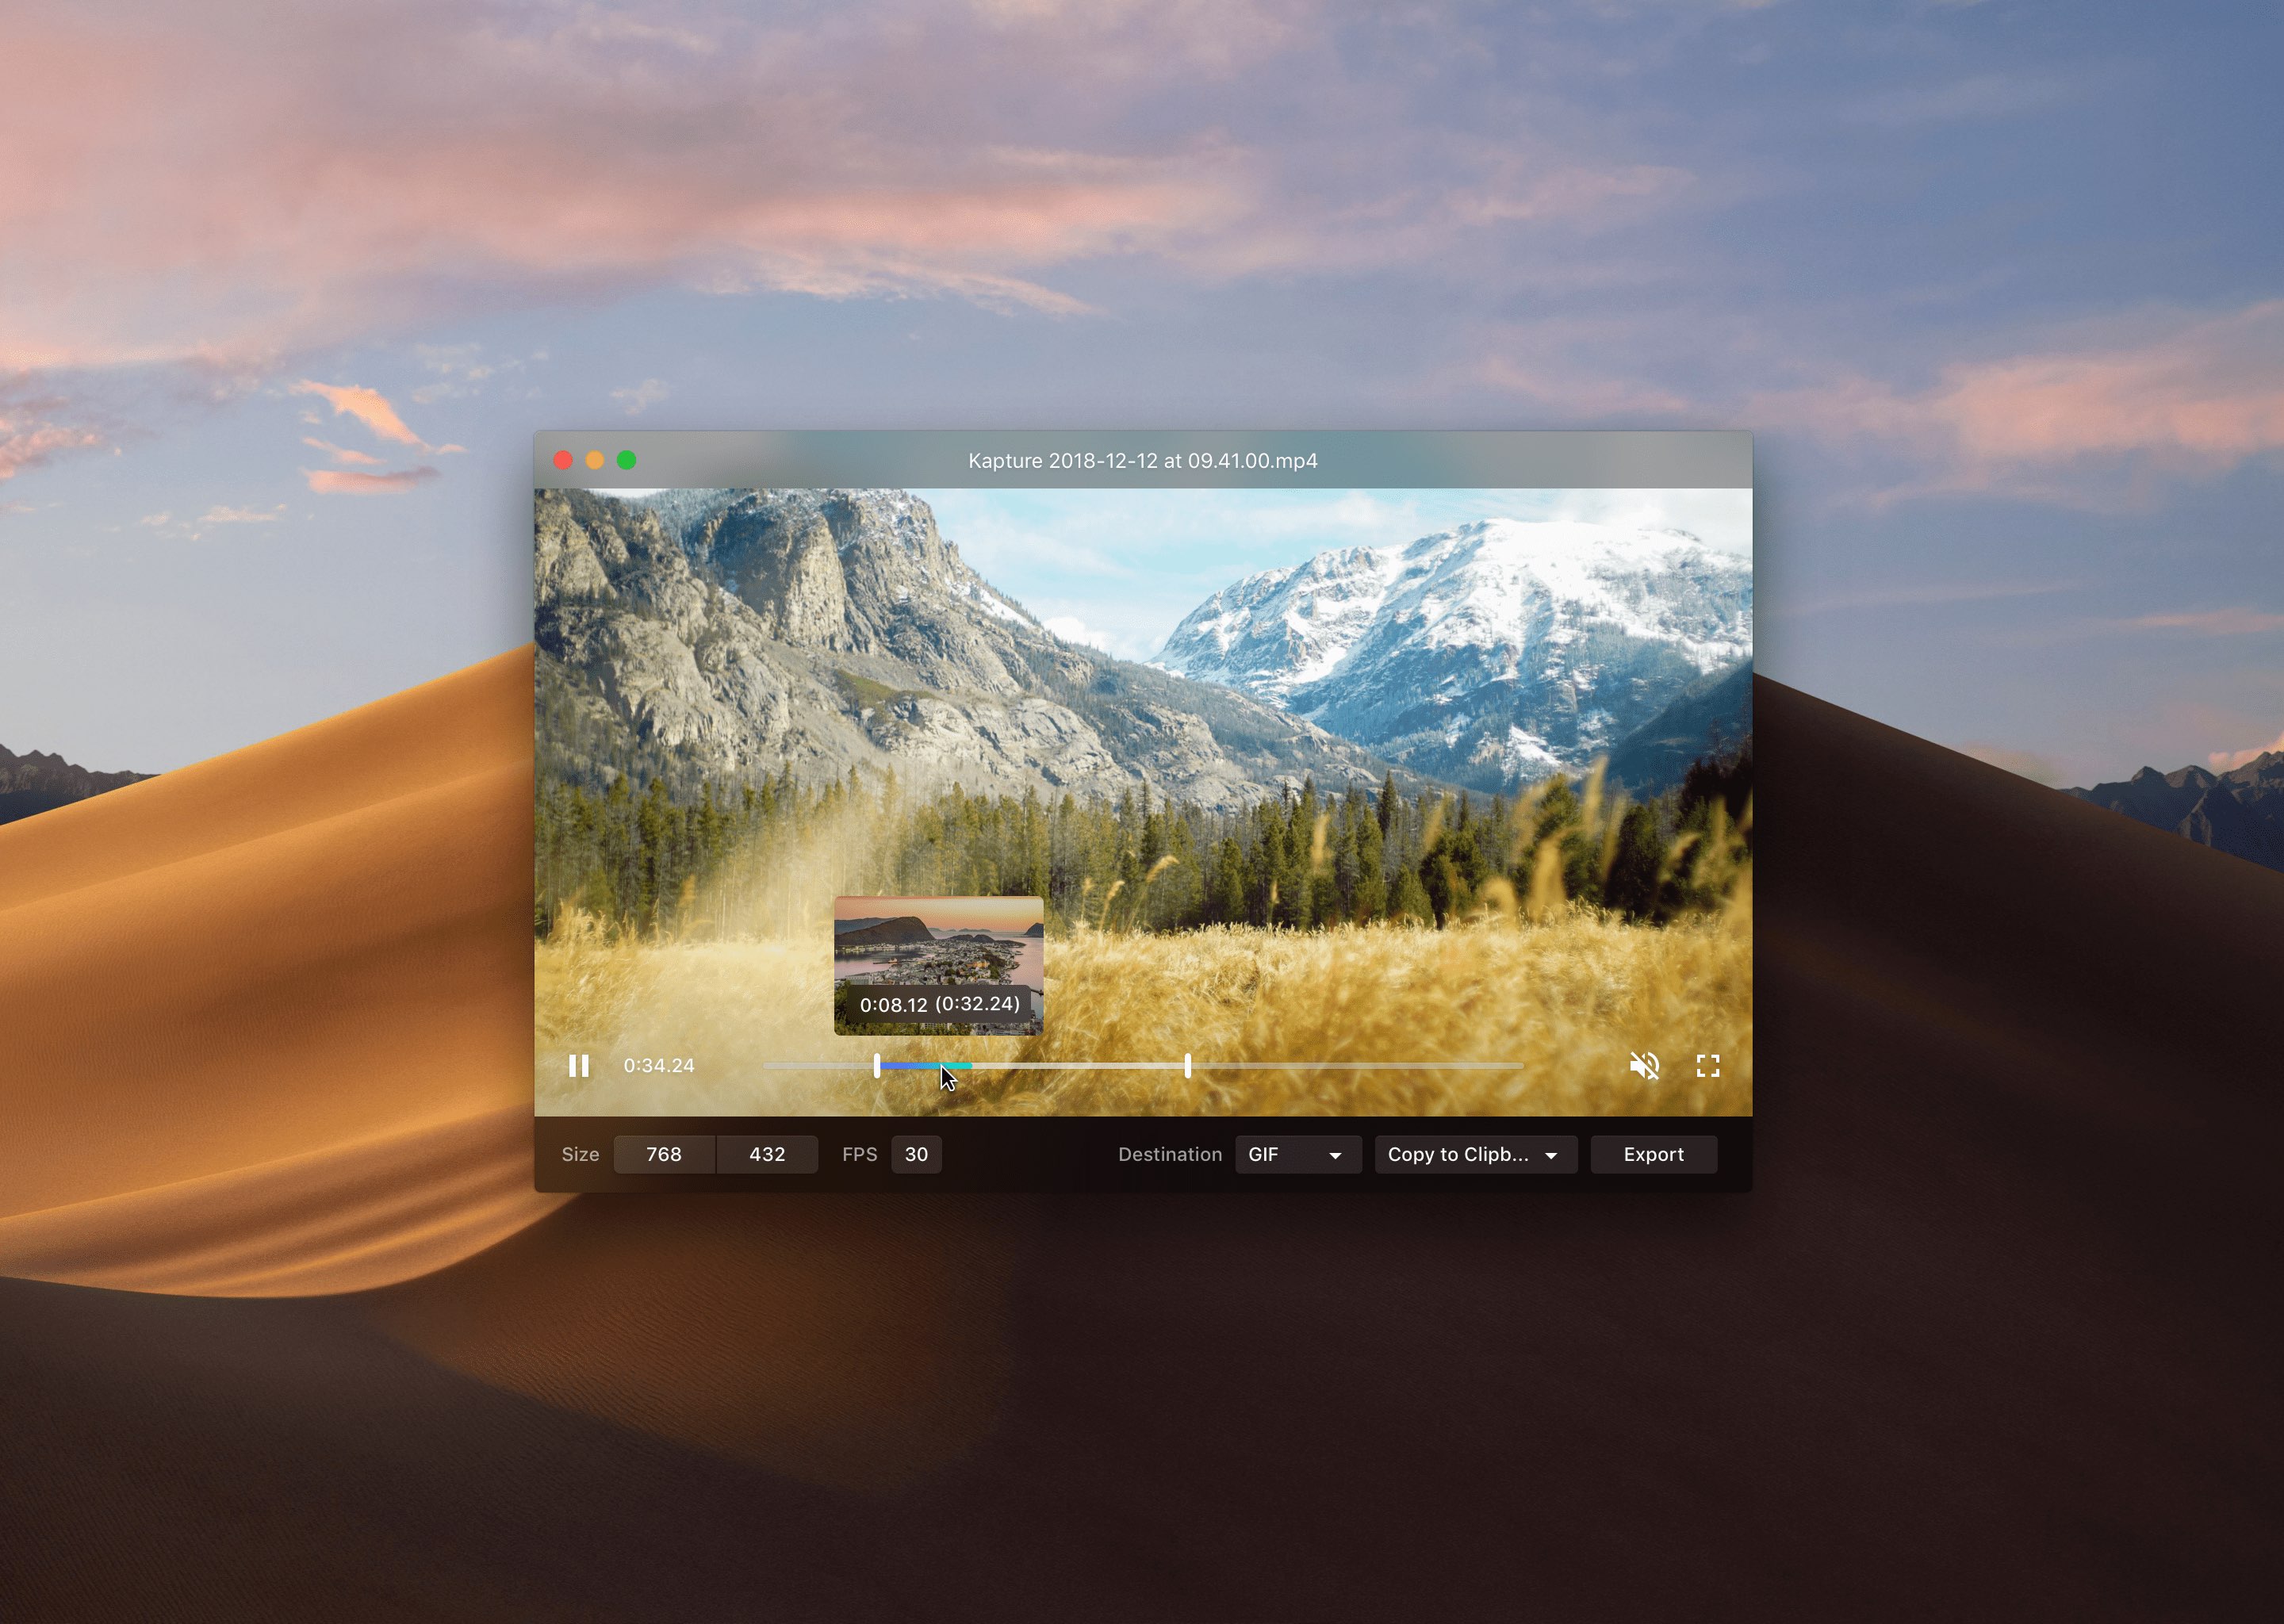 Kapture 2018-12-12 at 09.41.00.mp4
0:08.12 (0:32.24)
0:34.24
Size 768 432 FPS 30 Destination GIF Copy to Clipb... Export